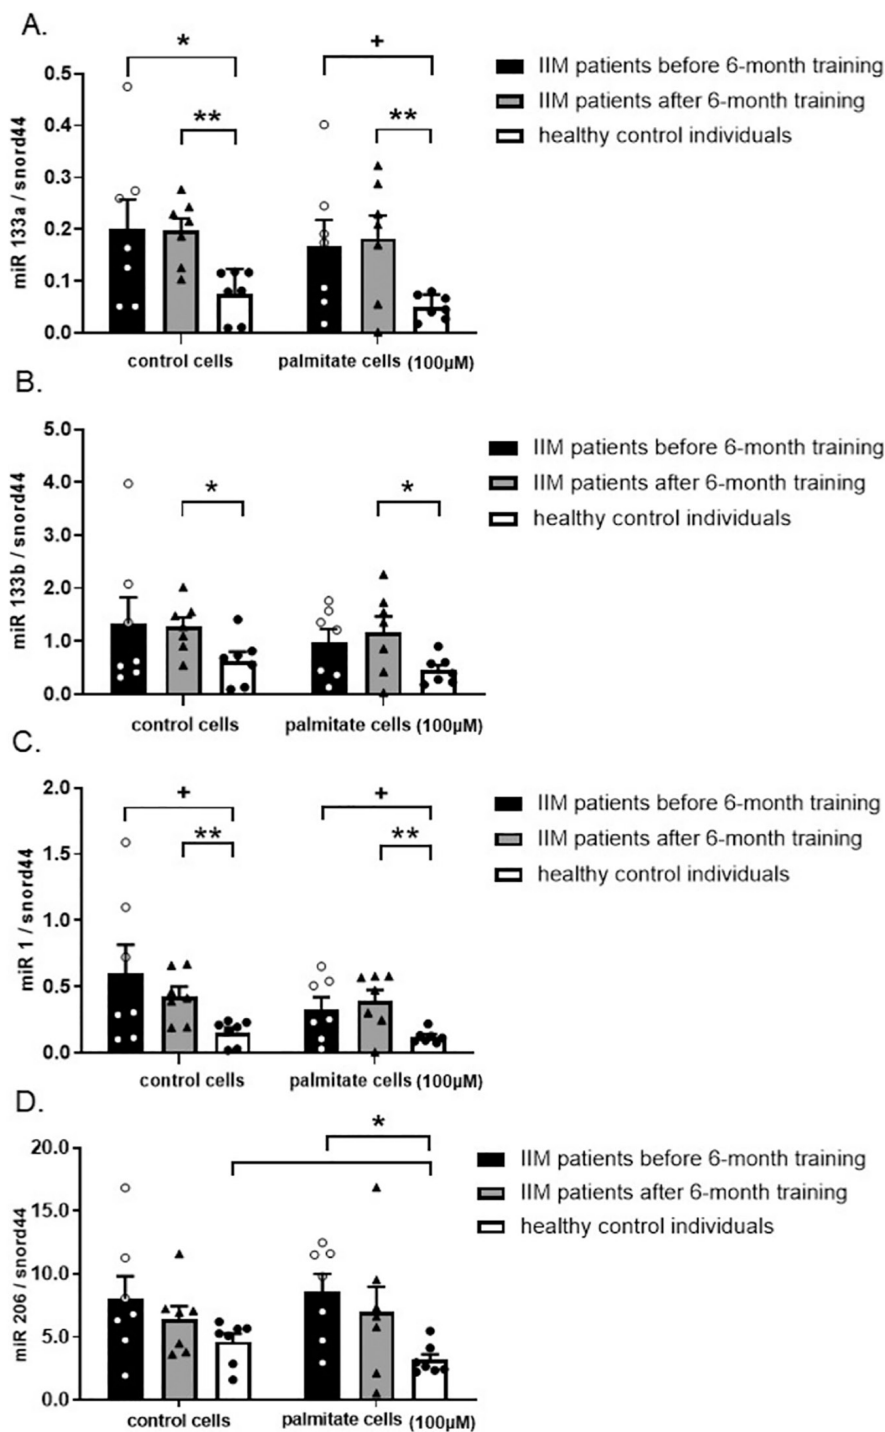 A.
* +
** **
0.5
0.4
0.3
0.2
0.1
0.0
miR 133a / snord44
control cells palmitate cells (100µM)
IIM patients before 6-month training
IIM patients after 6-month training
healthy control individuals
B.
* *
5.0
4.0
3.0
2.0
1.0
0.0
miR 133b / snord44
control cells palmitate cells (100µM)
IIM patients before 6-month training
IIM patients after 6-month training
healthy control individuals
C.
+ +
** **
2.0
1.5
1.0
0.5
0.0
miR 1 / snord44
control cells palmitate cells (100µM)
IIM patients before 6-month training
IIM patients after 6-month training
healthy control individuals
D.
*
20.0
15.0
10.0
5.0
0.0
miR 206 / snord44
control cells palmitate cells (100µM)
IIM patients before 6-month training
IIM patients after 6-month training
healthy control individuals